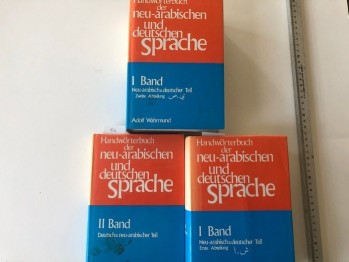 Handwörterbuch
der
neu-arabischen
und
deutschen
Sprache
I Band
Neu-arabisch-deutscher Teil
Zweite Abteilung
Adolf Wahrmund
Handwörterbuch
der
neu-arabischen
und
deutschen
Sprache
II Band
Deutsch-neu-arabischer Teil
Handwörterbuch
der
neu-arabischen
und
deutschen
Sprache
I Band
Neu-arabisch-deutscher Teil
Erste Abteilung